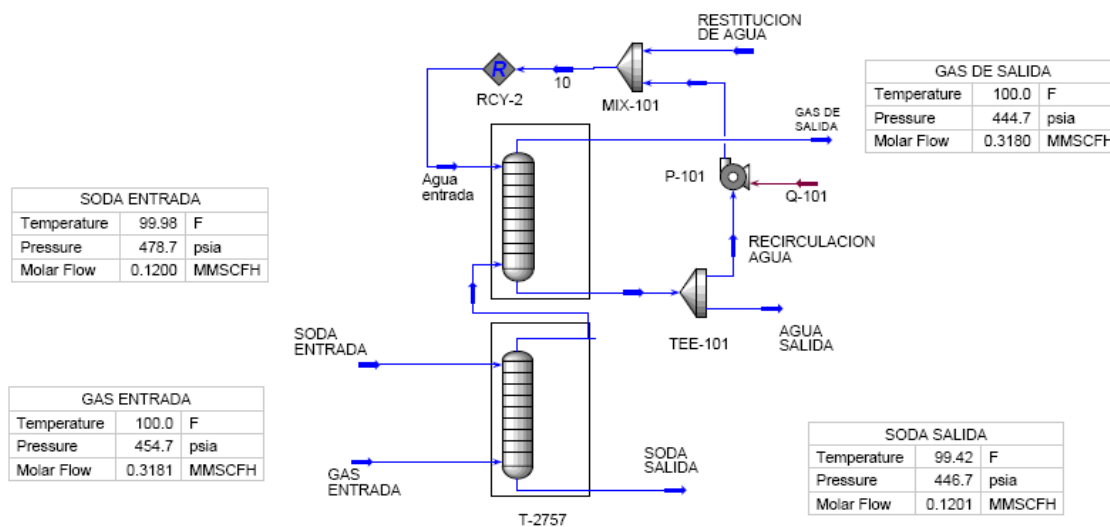 RESTITUCION
DE AGUA
R
RCY-2
10
MIX-101
GAS DE SALIDA
Temperature 100.0 F
Pressure 444.7 psia
Molar Flow 0.3180 MMSCFH
GAS DE
SALIDA
Agua
entrada
P-101
Q-101
SODA ENTRADA
Temperature 99.98 F
Pressure 478.7 psia
Molar Flow 0.1200 MMSCFH
RECIRCULACION
AGUA
SODA
ENTRADA
TEE-101
AGUA
SALIDA
GAS ENTRADA
Temperature 100.0 F
Pressure 454.7 psia
Molar Flow 0.3181 MMSCFH
GAS
ENTRADA
SODA
SALIDA
SODA SALIDA
Temperature 99.42 F
Pressure 446.7 psia
Molar Flow 0.1201 MMSCFH
T-2757